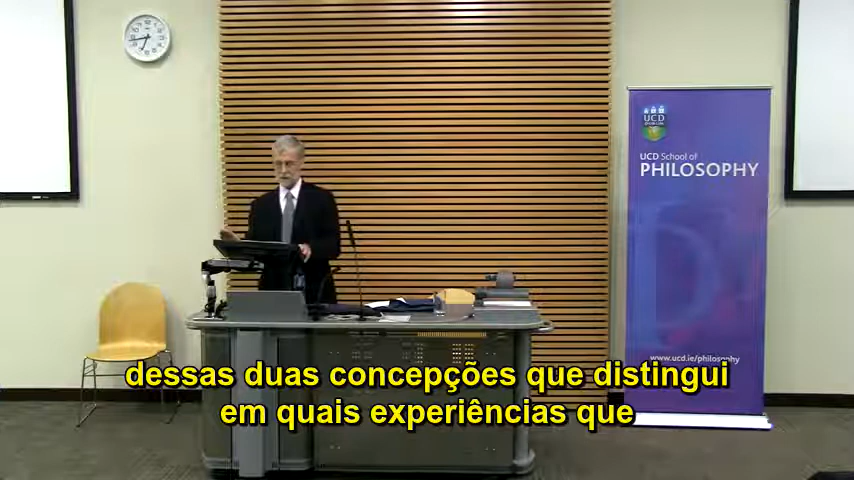 UCD
UCD School of
PHILOSOPHY
www.ucd.ie/philosophy
dessas duas concepções que distingui
em quais experiências que